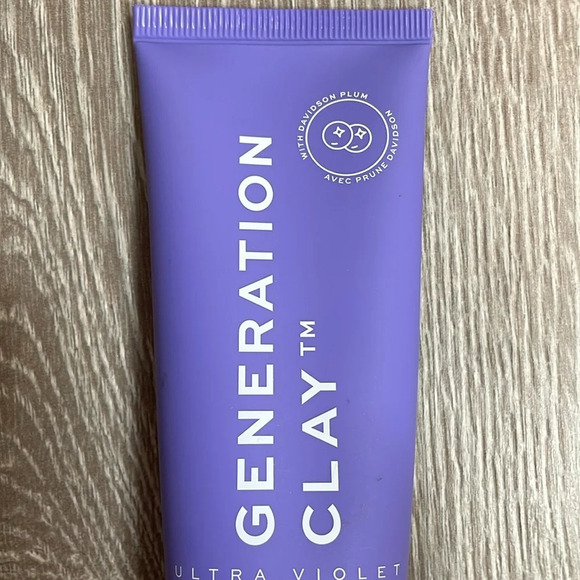 WITH DAVIDSON PLUM
AVEC PRUNE DAVIDSON
GENERATION
CLAY™
ULTRA VIOLET